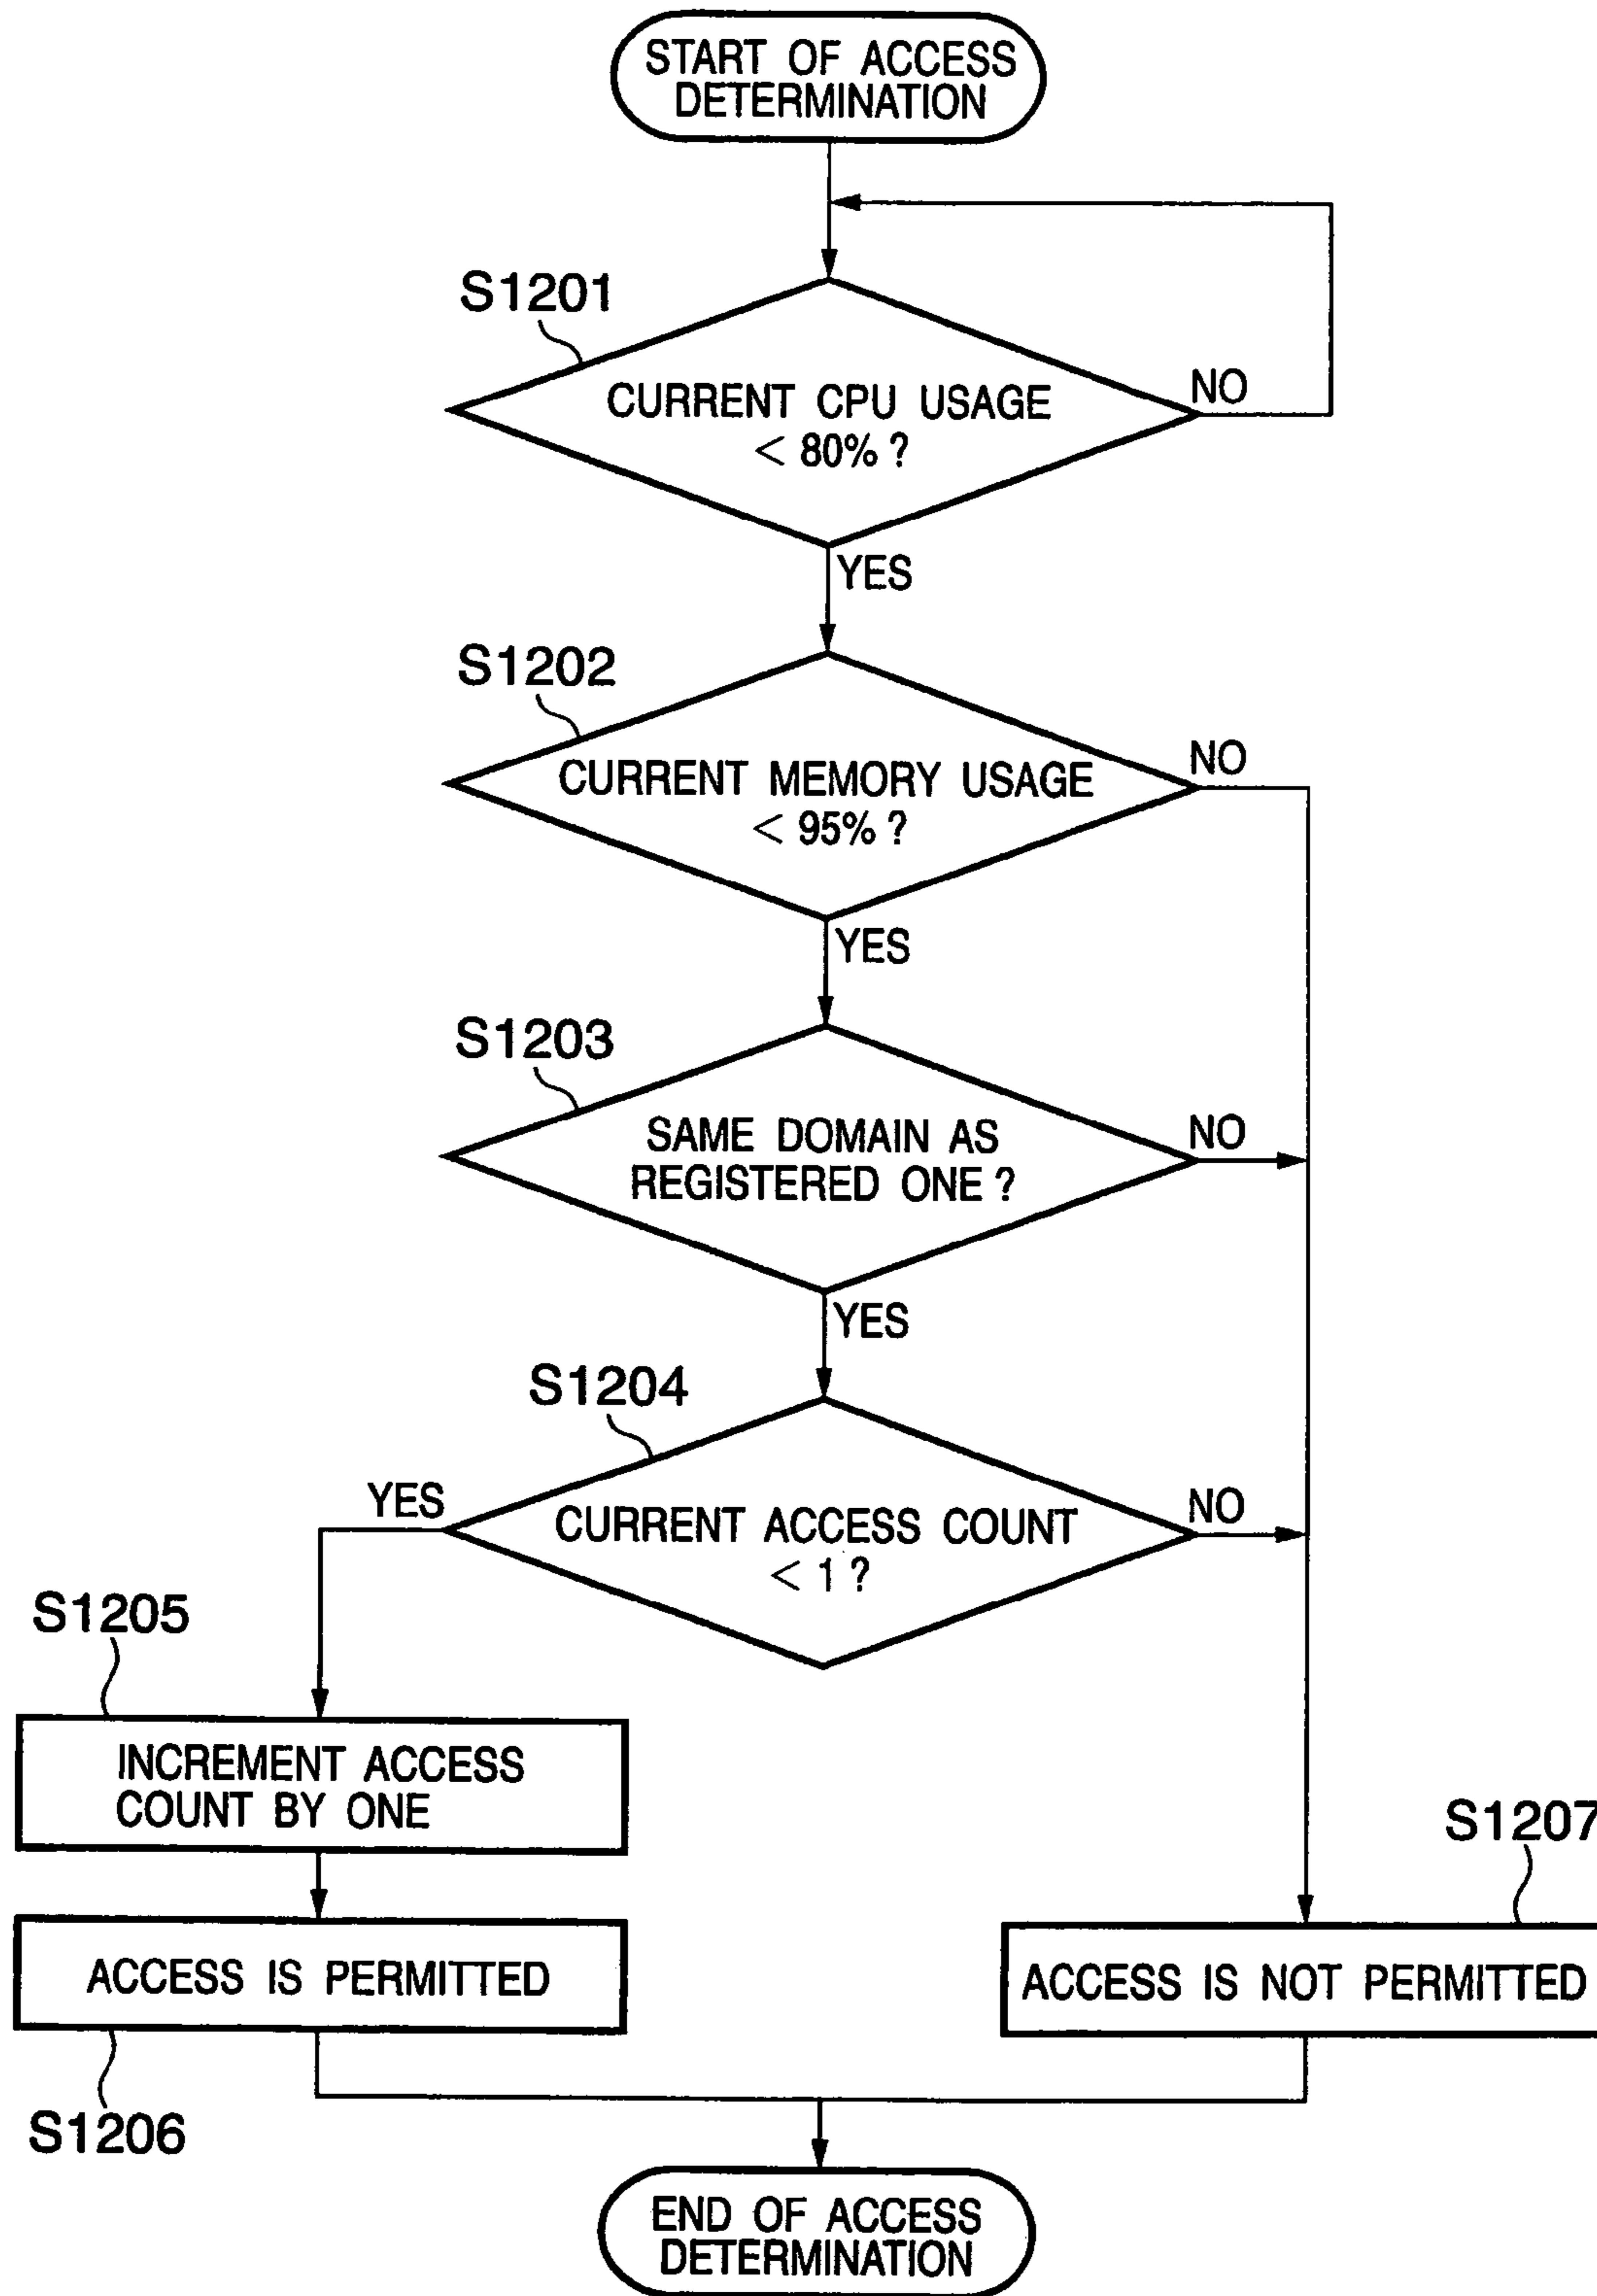 START OF ACCESS
DETERMINATION
S1201
CURRENT CPU USAGE
< 80% ?
NO
YES
S1202
CURRENT MEMORY USAGE
< 95% ?
NO
YES
S1203
SAME DOMAIN AS
REGISTERED ONE ?
NO
YES
S1204
YES
CURRENT ACCESS COUNT
< 1 ?
NO
S1205
INCREMENT ACCESS
COUNT BY ONE
S1207
ACCESS IS PERMITTED
ACCESS IS NOT PERMITTED
S1206
END OF ACCESS
DETERMINATION